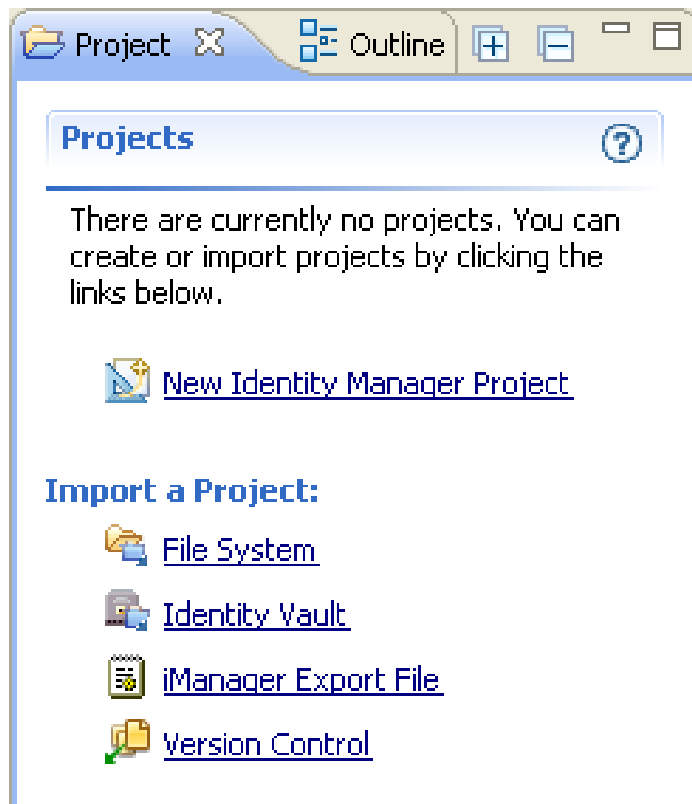 Project Outline
Projects
There are currently no projects. You can
create or import projects by clicking the
links below.
New Identity Manager Project
Import a Project:
File System
Identity Vault
iManager Export File
Version Control